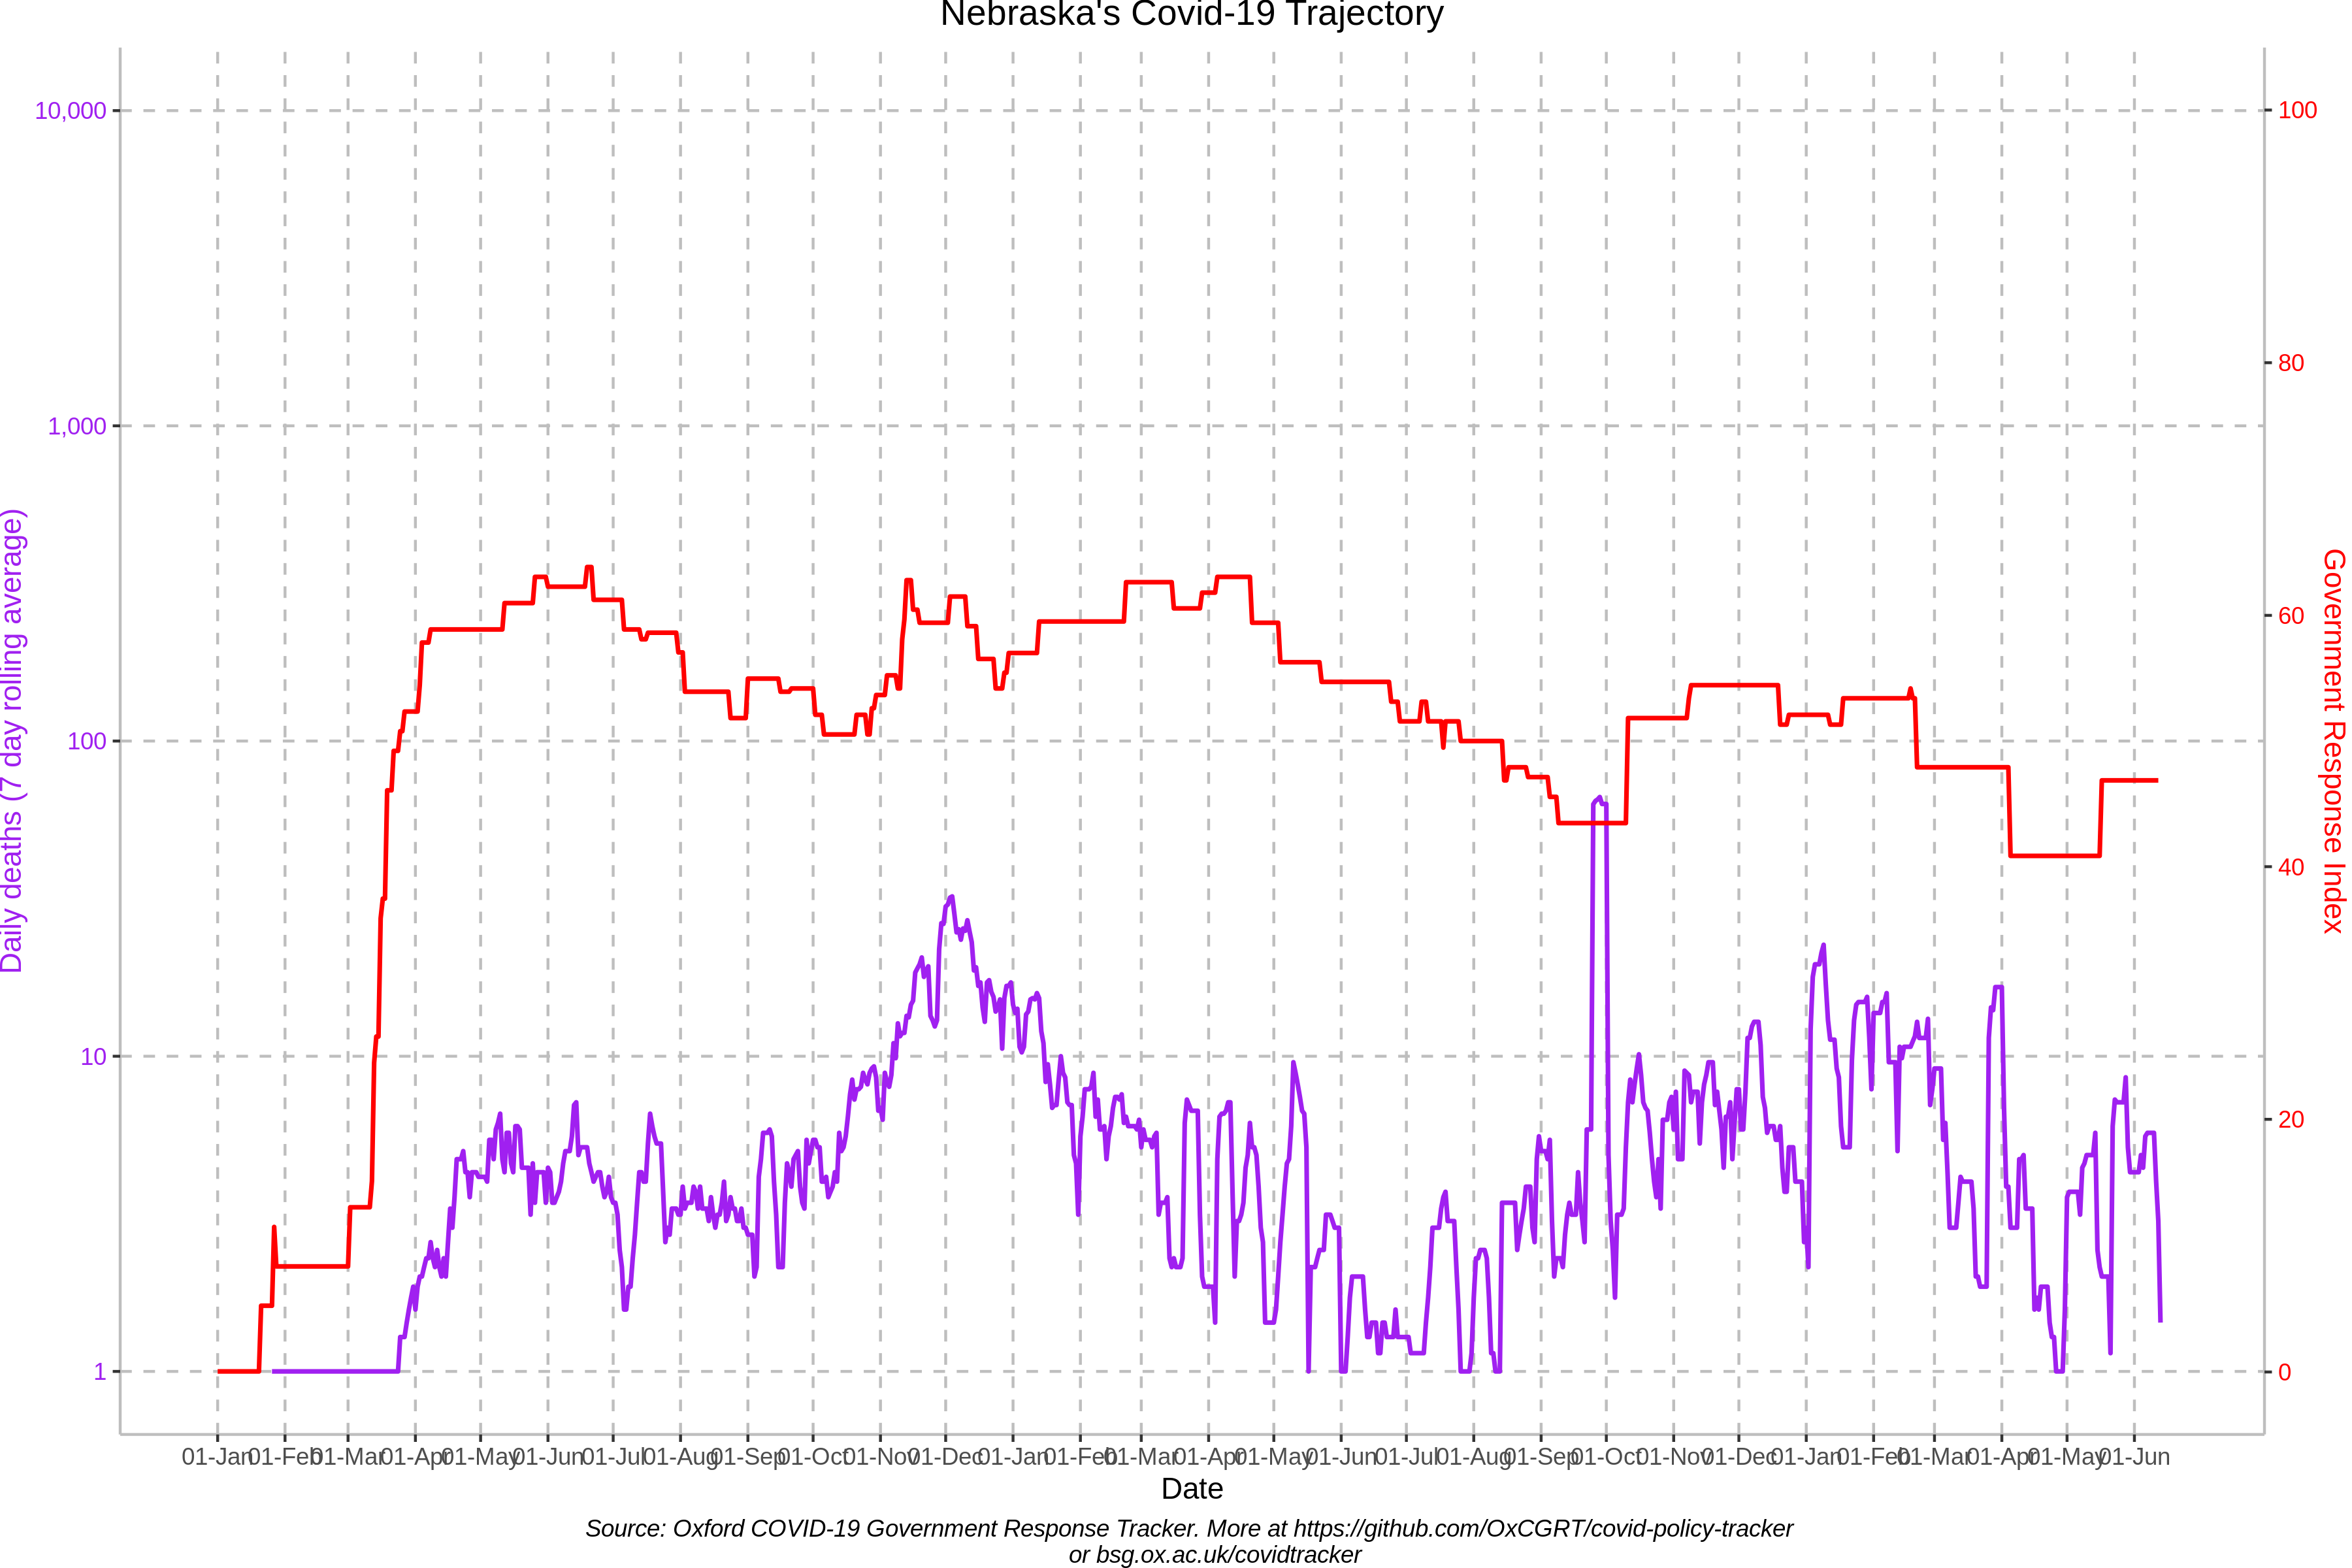 Nebraska's Covid-19 Trajectory
10,000
1,000
100
10
1
Daily deaths (7 day rolling average)
100
80
60
40
20
0
Government Response Index
01-Jan
01-Feb
01-Mar
01-Apr
01-May
01-Jun
01-Jul
01-Aug
01-Sep
01-Oct
01-Nov
01-Dec
01-Jan
01-Feb
01-Mar
01-Apr
01-May
01-Jun
01-Jul
01-Aug
01-Sep
01-Oct
01-Nov
01-Dec
01-Jan
01-Feb
01-Mar
01-Apr
01-May
01-Jun
Date
Source: Oxford COVID-19 Government Response Tracker. More at https://github.com/OxCGRT/covid-policy-tracker
or bsg.ox.ac.uk/covidtracker